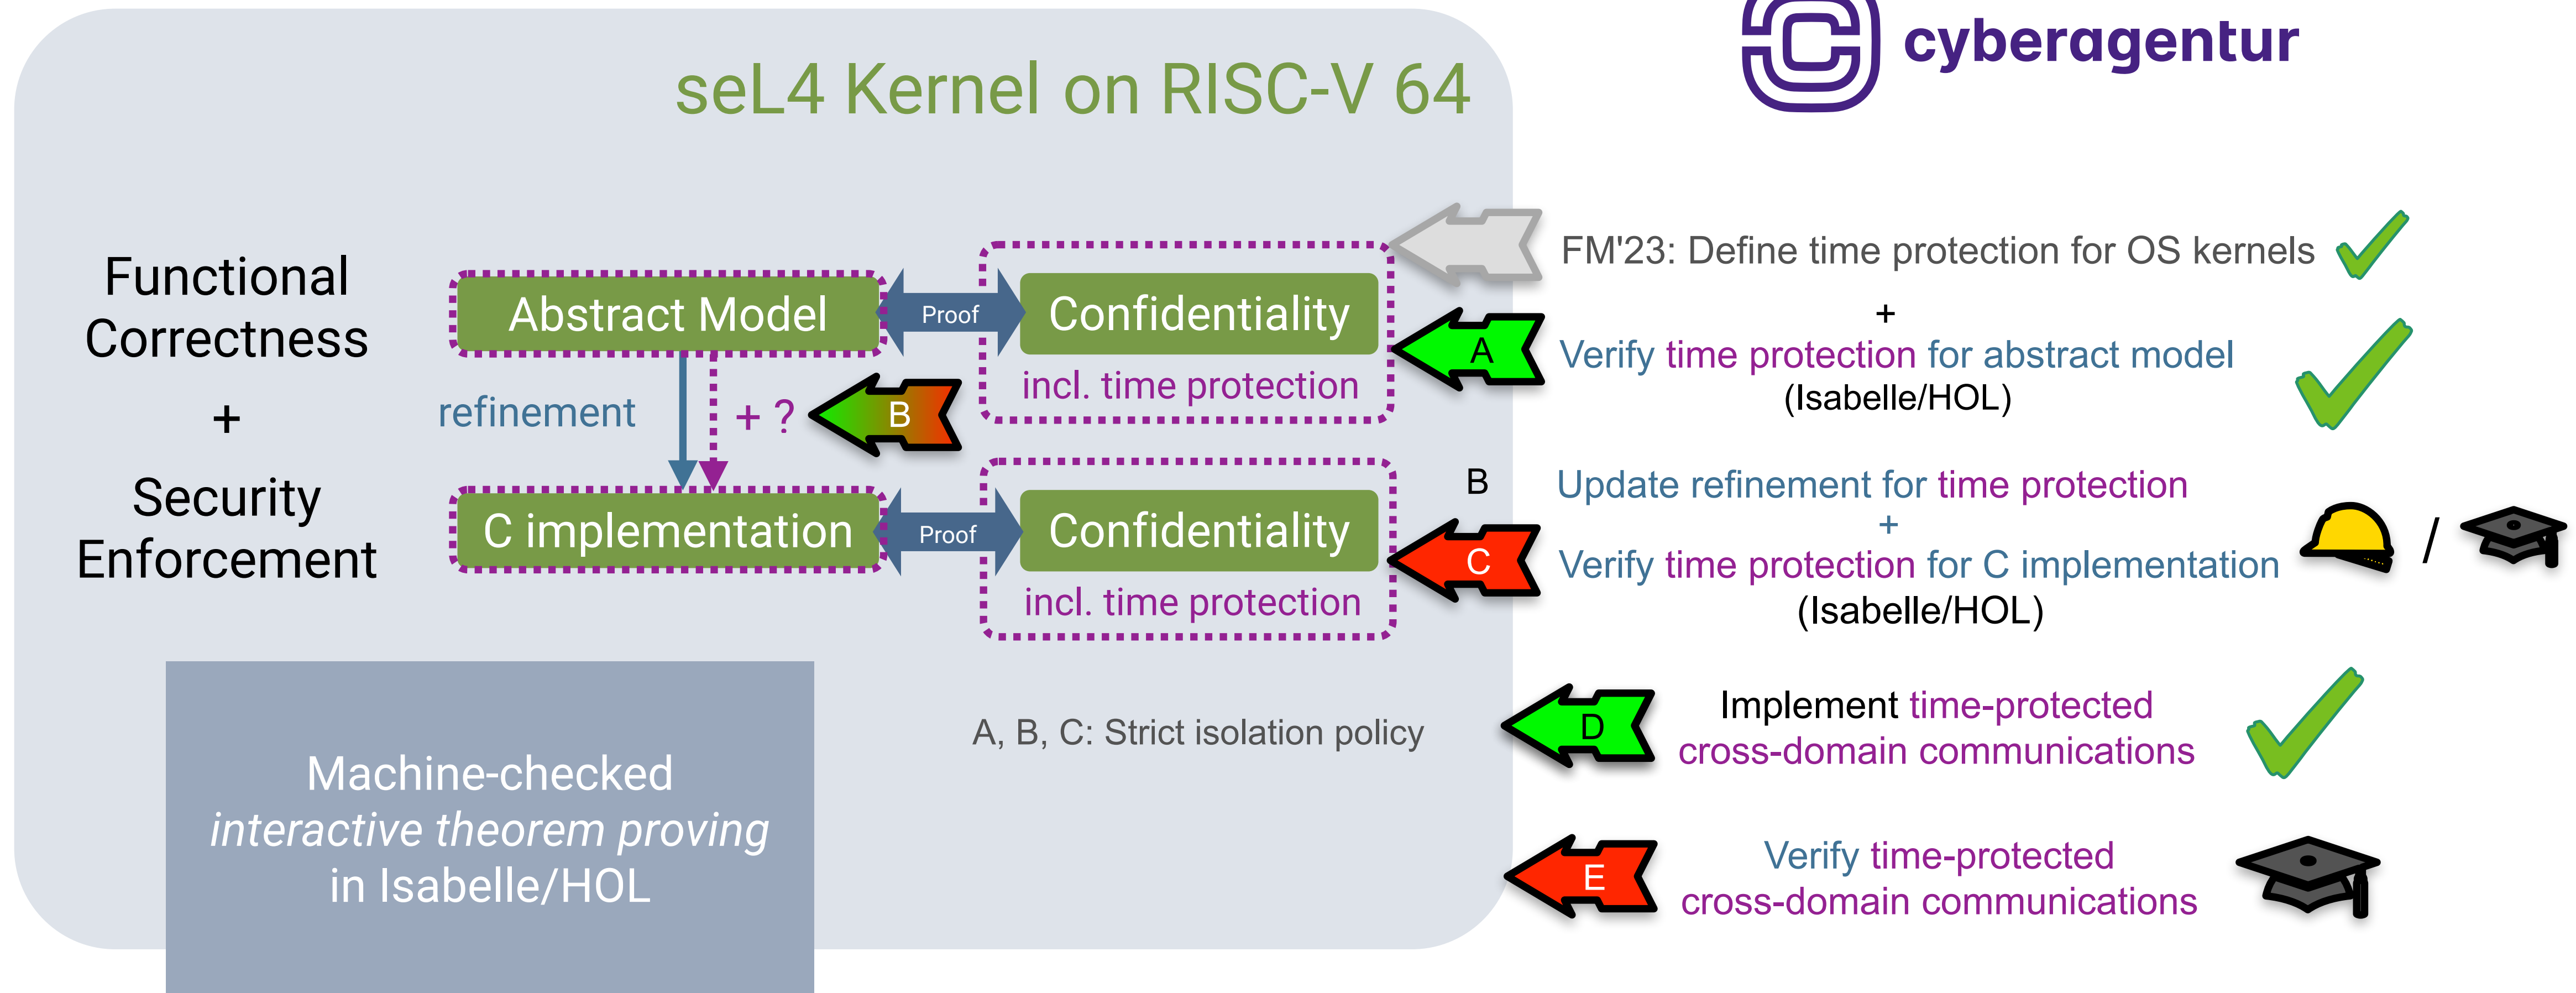 cyberagentur
seL4 Kernel on RISC-V 64
Functional
Correctness
+
Security
Enforcement
Abstract Model
Proof
Confidentiality
incl. time protection
refinement
+ ?
B
C implementation
Proof
Confidentiality
incl. time protection
Machine-checked
interactive theorem proving
in Isabelle/HOL
A, B, C: Strict isolation policy
FM'23: Define time protection for OS kernels
+
A
Verify time protection for abstract model
(Isabelle/HOL)
B
Update refinement for time protection
+
C
Verify time protection for C implementation
(Isabelle/HOL)
/
D
Implement time-protected
cross-domain communications
E
Verify time-protected
cross-domain communications